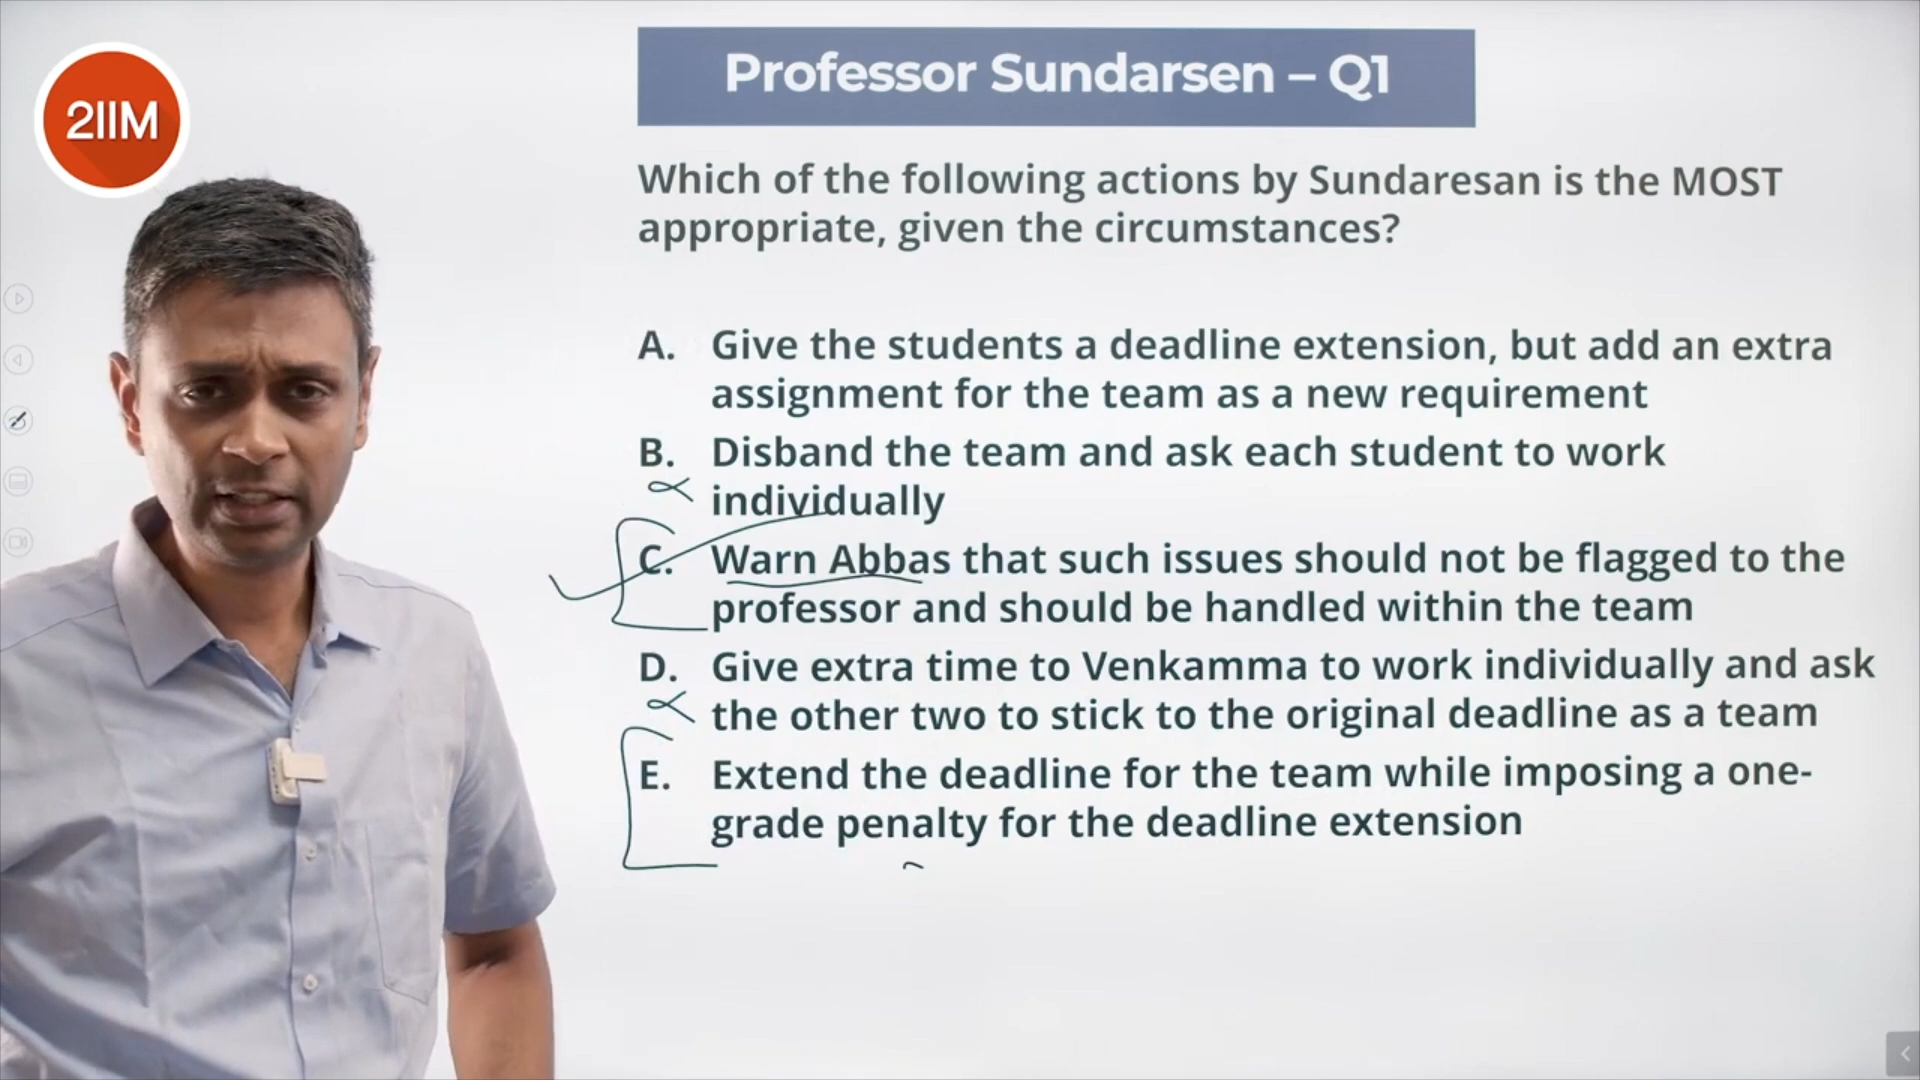 2IIM
Professor Sundarsen – Q1
Which of the following actions by Sundaresan is the MOST
appropriate, given the circumstances?
A. Give the students a deadline extension, but add an extra
assignment for the team as a new requirement
B. Disband the team and ask each student to work
individually
C. Warn Abbas that such issues should not be flagged to the
professor and should be handled within the team
D. Give extra time to Venkamma to work individually and ask
the other two to stick to the original deadline as a team
E. Extend the deadline for the team while imposing a one-
grade penalty for the deadline extension